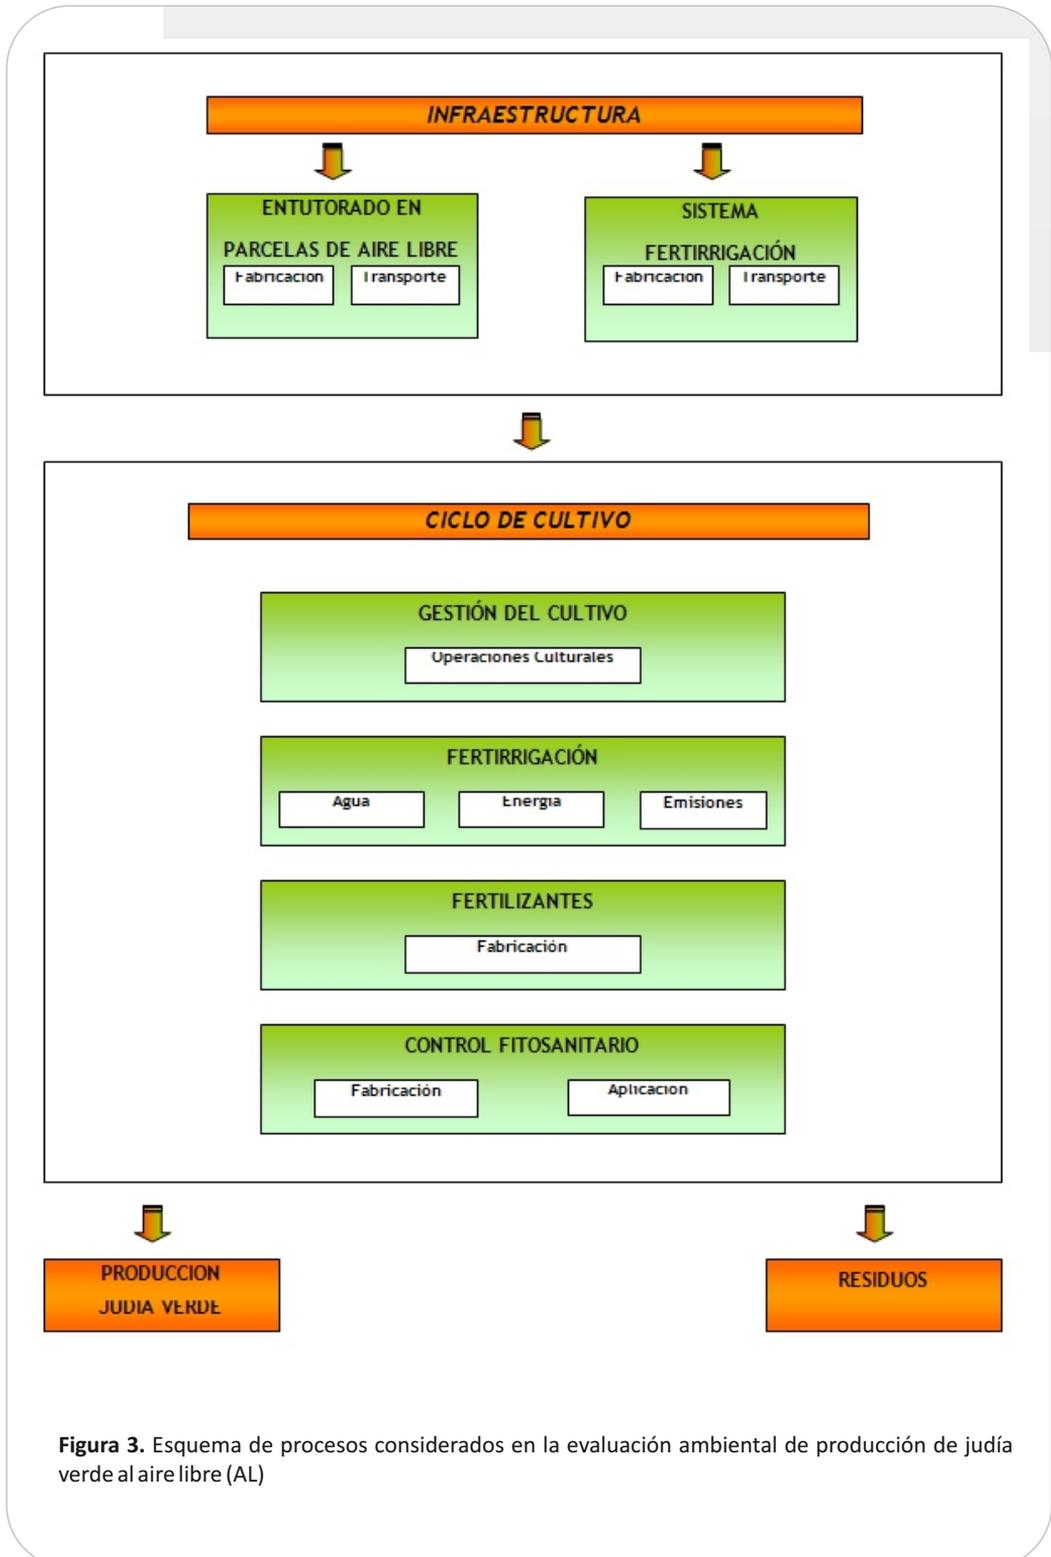 INFRAESTRUCTURA
ENTUTORADO EN
PARCELAS DE AIRE LIBRE
Fabricación Transporte
SISTEMA
FERTIRRIGACIÓN
Fabricación Transporte
CICLO DE CULTIVO
GESTIÓN DEL CULTIVO
Operaciones Culturales
FERTIRRIGACIÓN
Agua Energía Emisiones
FERTILIZANTES
Fabricación
CONTROL FITOSANITARIO
Fabricación Aplicación
PRODUCCION
JUDIA VERDE
RESIDUOS
Figura 3. Esquema de procesos considerados en la evaluación ambiental de producción de judía
verde al aire libre (AL)